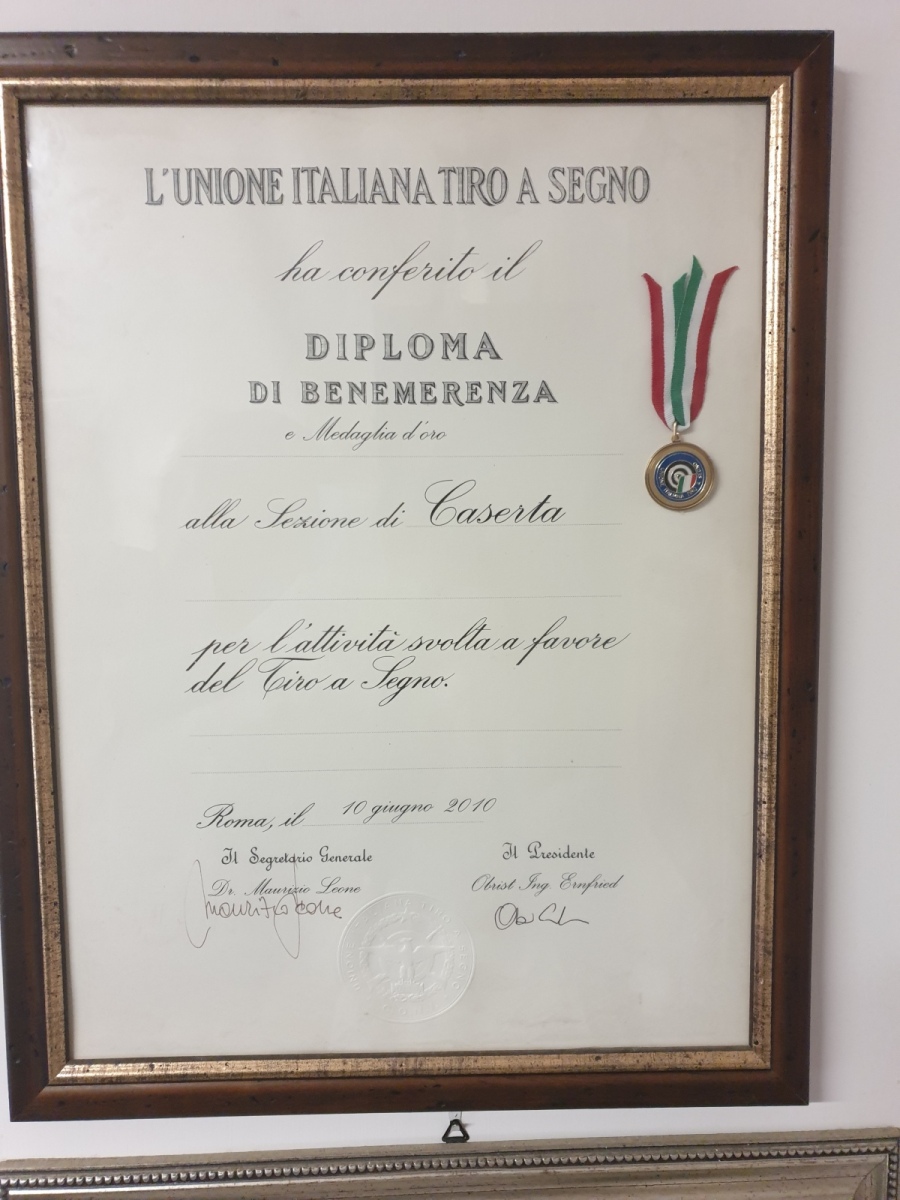 L'UNIONE ITALIANA TIRO A SEGNO
ha conferito il
DIPLOMA
DI BENEMERENZA
e Medaglia d'oro
alla Sezione di Caserta
per l'attività svolta a favore
del Tiro a Segno.
Roma, il 10 giugno 2010
Il Segretario Generale
Dr. Maurizio Leone
Maurizio Leone
Il Presidente
Obrist Ing. Ernfried